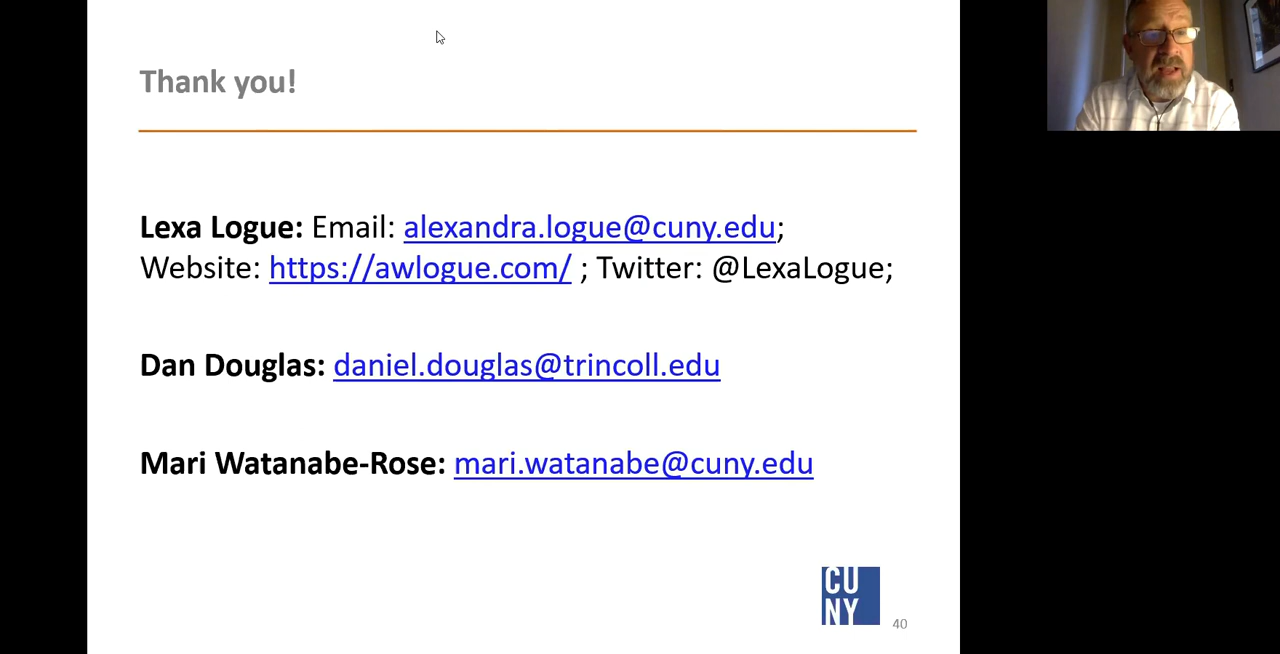 Thank you!
Lexa Logue: Email: alexandra.logue@cuny.edu;
Website: https://awlogue.com/ ; Twitter: @LexaLogue;
Dan Douglas: daniel.douglas@trincoll.edu
Mari Watanabe-Rose: mari.watanabe@cuny.edu
CU
NY
40